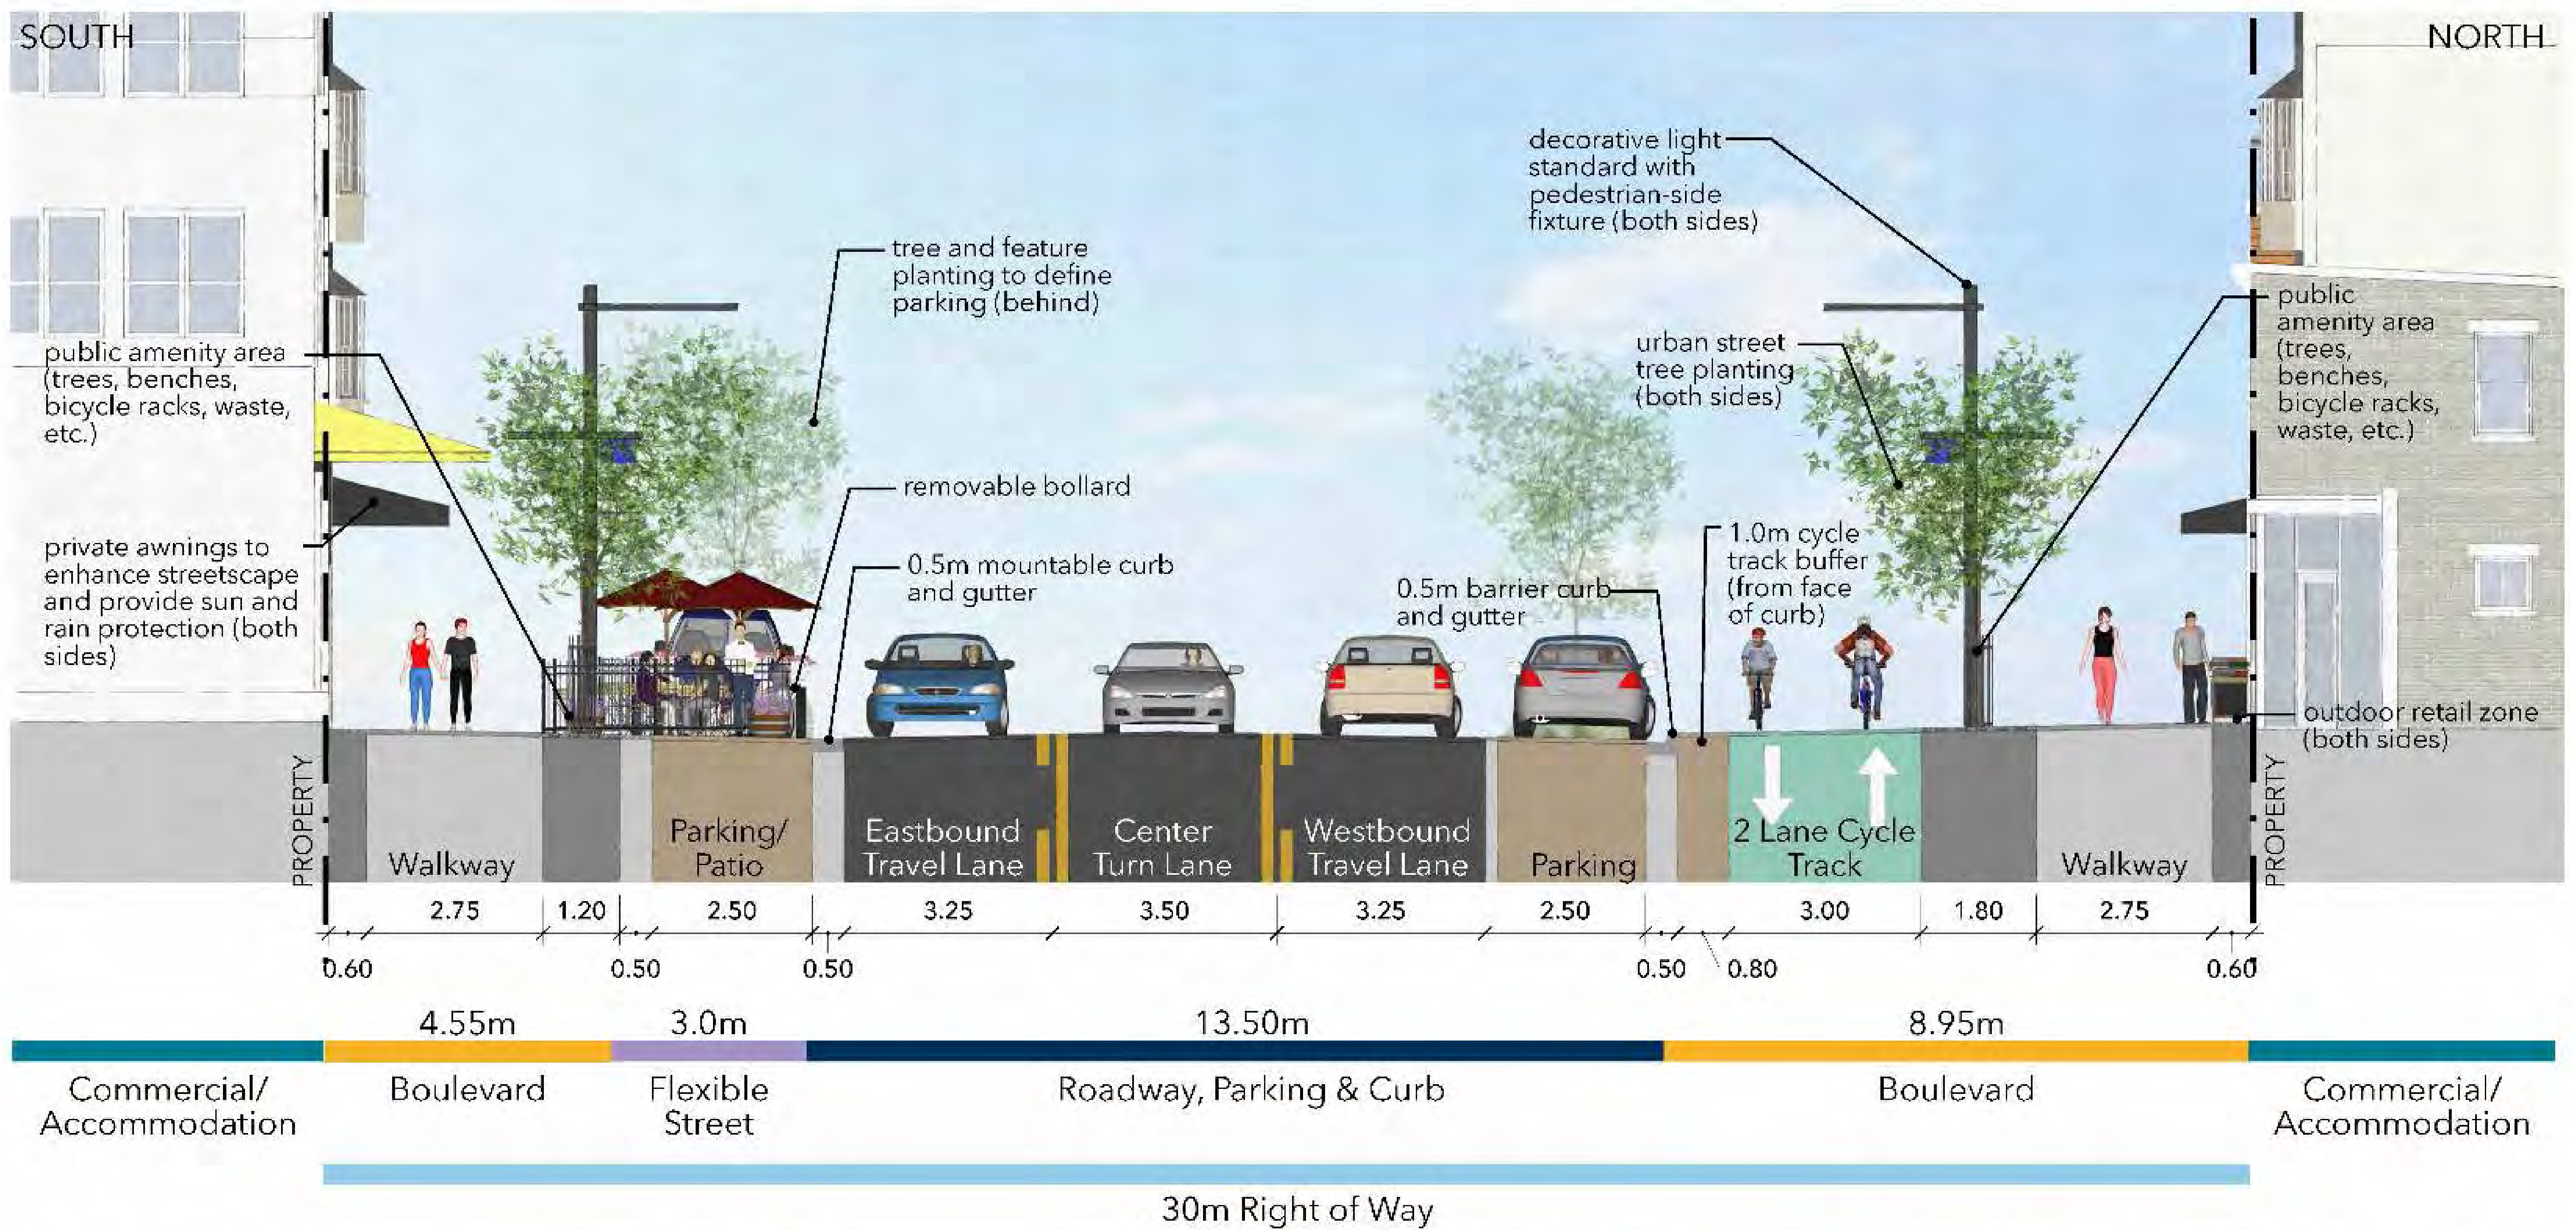 SOUTH
NORTH
decorative light
standard with
pedestrian-side
fixture (both sides)
tree and feature
planting to define
parking (behind)
public
amenity area
(trees,
benches,
bicycle racks,
waste, etc.)
urban street
tree planting
(both sides)
public amenity area
(trees, benches,
bicycle racks, waste,
etc.)
removable bollard
1.0m cycle
track buffer
(from face
of curb)
private awnings to
enhance streetscape
and provide sun and
rain protection (both
sides)
0.5m mountable curb
and gutter
0.5m barrier curb
and gutter
outdoor retail zone
(both sides)
PROPERTY
Walkway
Parking/
Patio
Eastbound
Travel Lane
Center
Turn Lane
Westbound
Travel Lane
Parking
2 Lane Cycle
Track
Walkway
PROPERTY
2.75
1.20
2.50
3.25
3.50
3.25
2.50
3.00
1.80
2.75
0.60
0.50
0.50
0.50
0.80
0.60
4.55m
3.0m
13.50m
8.95m
Commercial/
Accommodation
Boulevard
Flexible
Street
Roadway, Parking & Curb
Boulevard
Commercial/
Accommodation
30m Right of Way